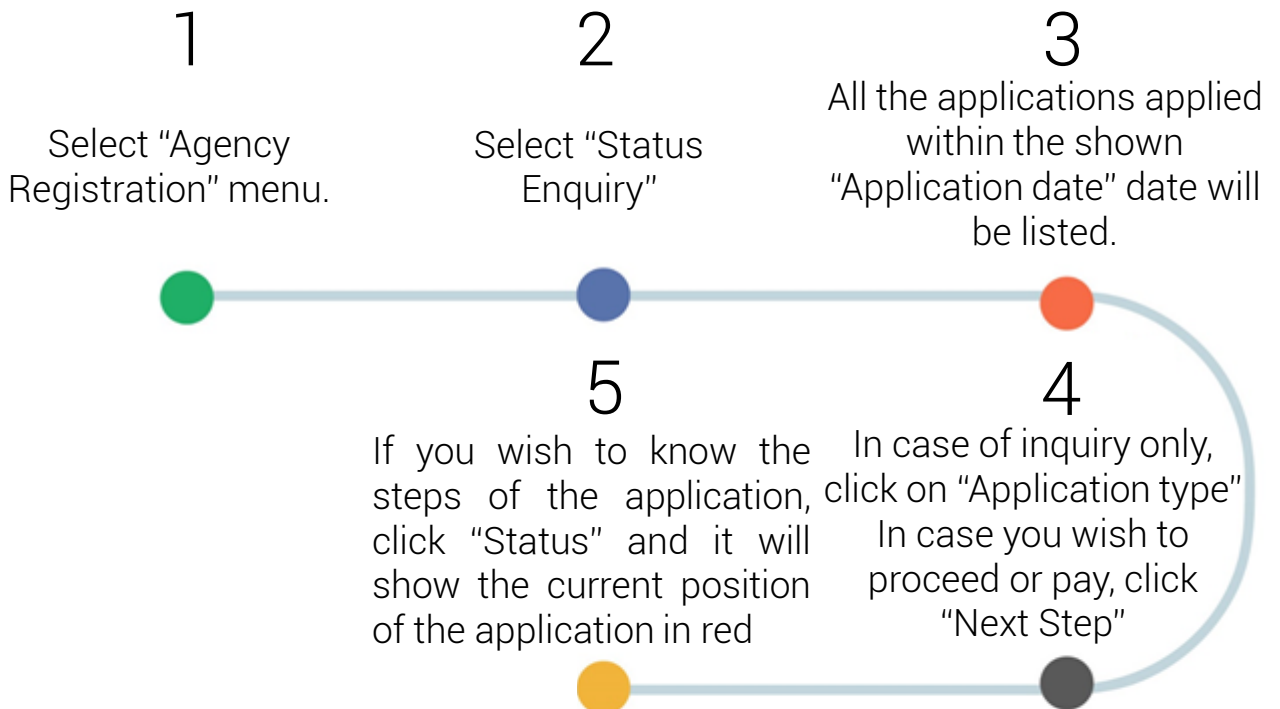 1
Select “Agency
Registration” menu.
2
Select “Status
Enquiry”
3
All the applications applied
within the shown
“Application date” date will
be listed.
4
In case of inquiry only,
click on “Application type”
In case you wish to
proceed or pay, click
“Next Step”
5
If you wish to know the
steps of the application,
click “Status” and it will
show the current position
of the application in red